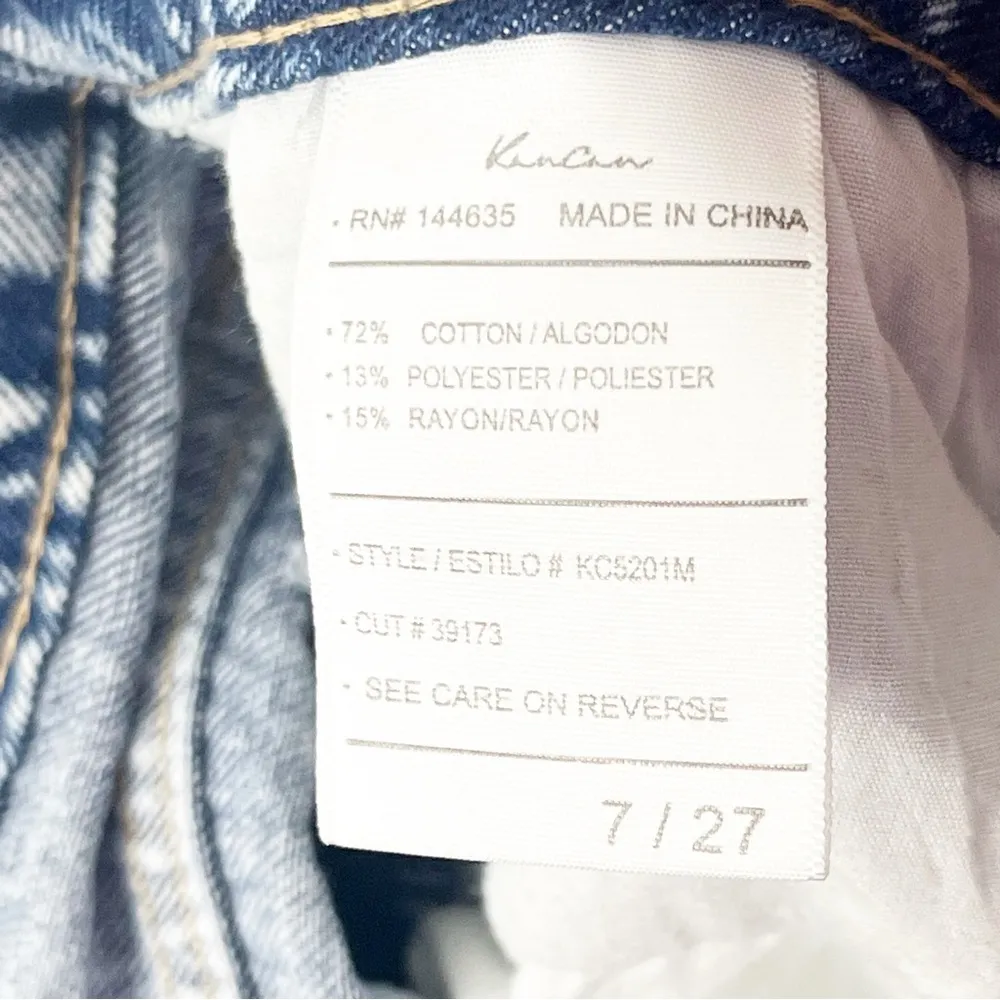 KanCan
• RN# 144635 MADE IN CHINA
• 72% COTTON / ALGODON
• 13% POLYESTER / POLIESTER
• 15% RAYON/RAYON
• STYLE / ESTILO # KC5201M
• CUT # 39173
• SEE CARE ON REVERSE
7 / 27